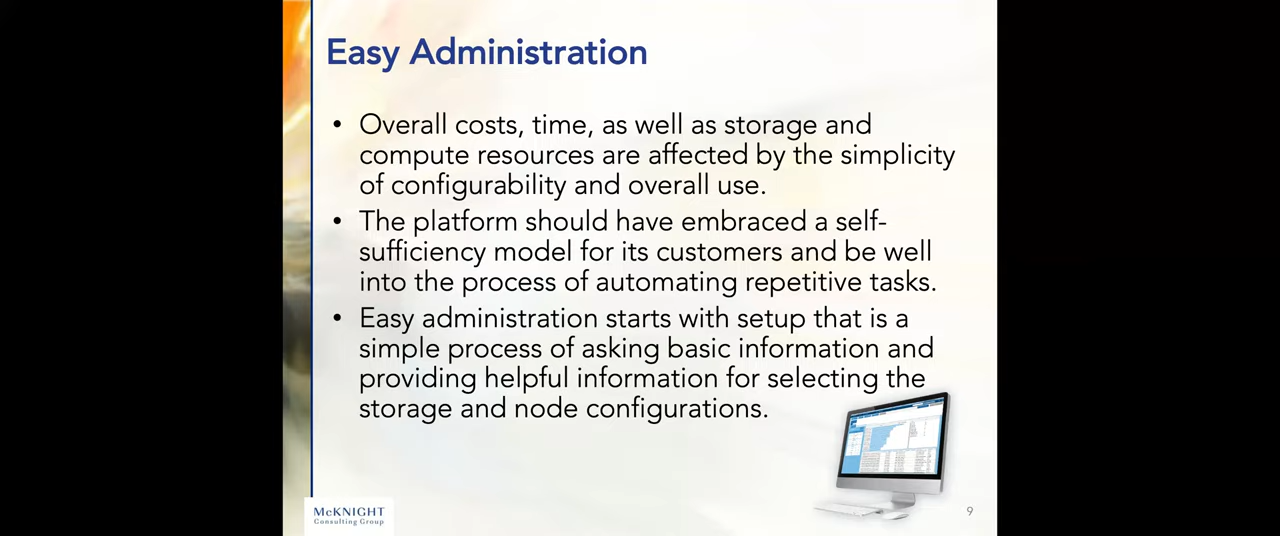 Easy Administration
• Overall costs, time, as well as storage and
compute resources are affected by the simplicity
of configurability and overall use.
• The platform should have embraced a self-
sufficiency model for its customers and be well
into the process of automating repetitive tasks.
• Easy administration starts with setup that is a
simple process of asking basic information and
providing helpful information for selecting the
storage and node configurations.
McKNIGHT
Consulting Group
9